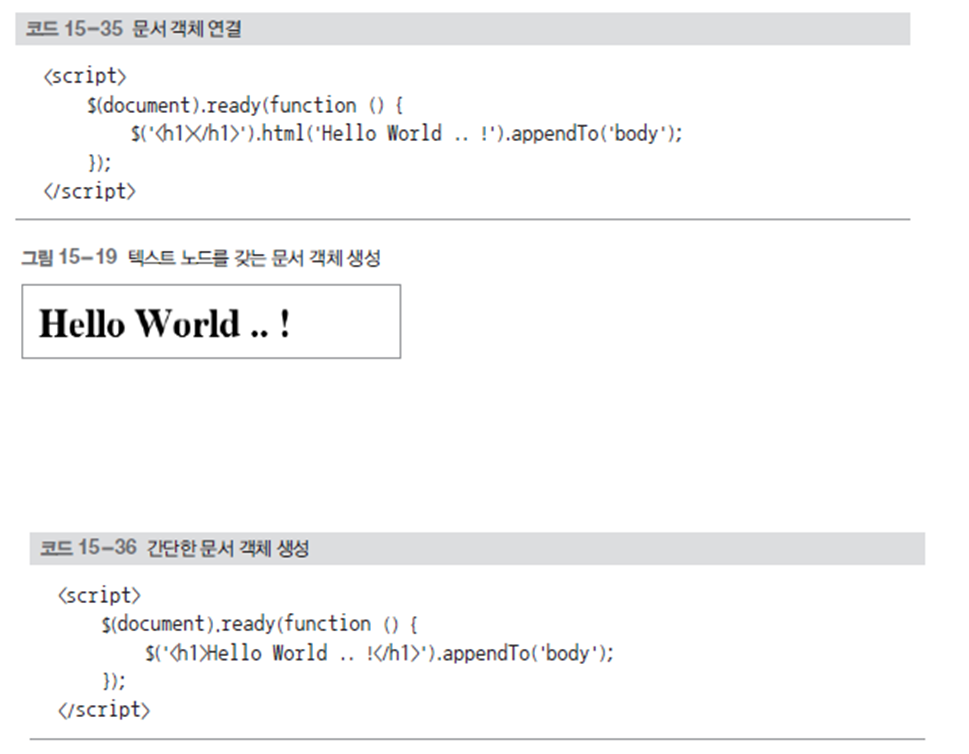 코드 15-35 문서 객체 연결
<script>
$(document).ready(function () {
$('<h1></h1>').html('Hello World .. !').appendTo('body');
});
</script>
그림 15-19 텍스트 노드를 갖는 문서 객체 생성
Hello World .. !
코드 15-36 간단한 문서 객체 생성
<script>
$(document).ready(function () {
$('<h1>Hello World .. !</h1>').appendTo('body');
});
</script>